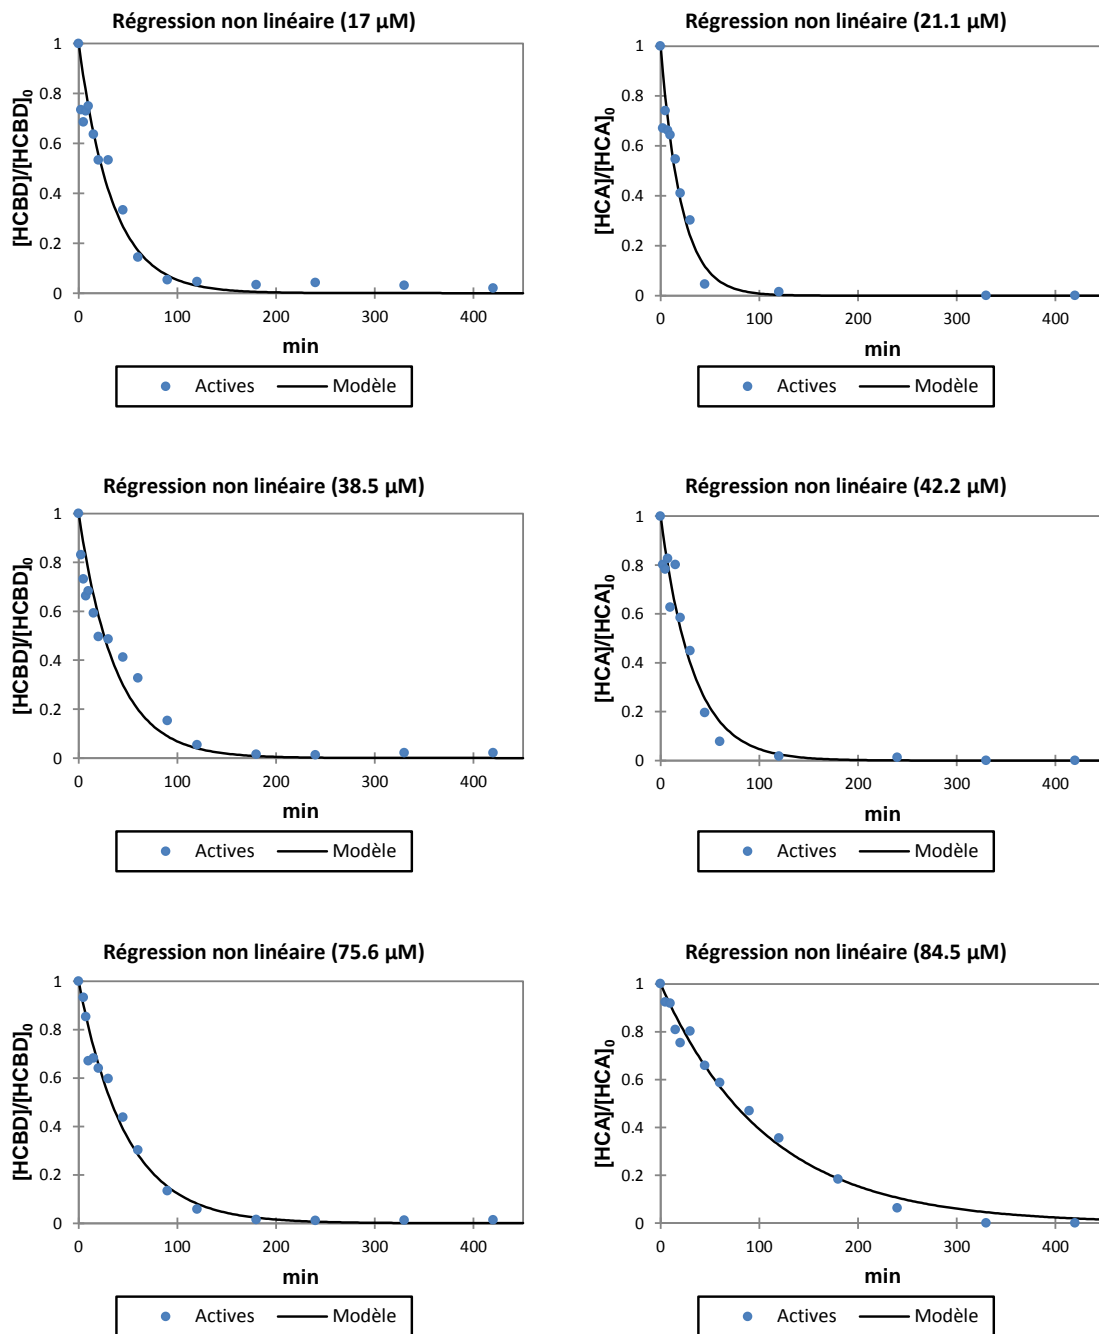 Régression non linéaire (17 µM)
[HCBD]/[HCBD]0
1
0.8
0.6
0.4
0.2
0
0 100 200 300 400
min
Actives Modèle
Régression non linéaire (21.1 µM)
[HCA]/[HCA]0
1
0.8
0.6
0.4
0.2
0
0 100 200 300 400
min
Actives Modèle
Régression non linéaire (38.5 µM)
[HCBD]/[HCBD]0
1
0.8
0.6
0.4
0.2
0
0 100 200 300 400
min
Actives Modèle
Régression non linéaire (42.2 µM)
[HCA]/[HCA]0
1
0.8
0.6
0.4
0.2
0
0 100 200 300 400
min
Actives Modèle
Régression non linéaire (75.6 µM)
[HCBD]/[HCBD]0
1
0.8
0.6
0.4
0.2
0
0 100 200 300 400
min
Actives Modèle
Régression non linéaire (84.5 µM)
[HCA]/[HCA]0
1
0.8
0.6
0.4
0.2
0
0 100 200 300 400
min
Actives Modèle